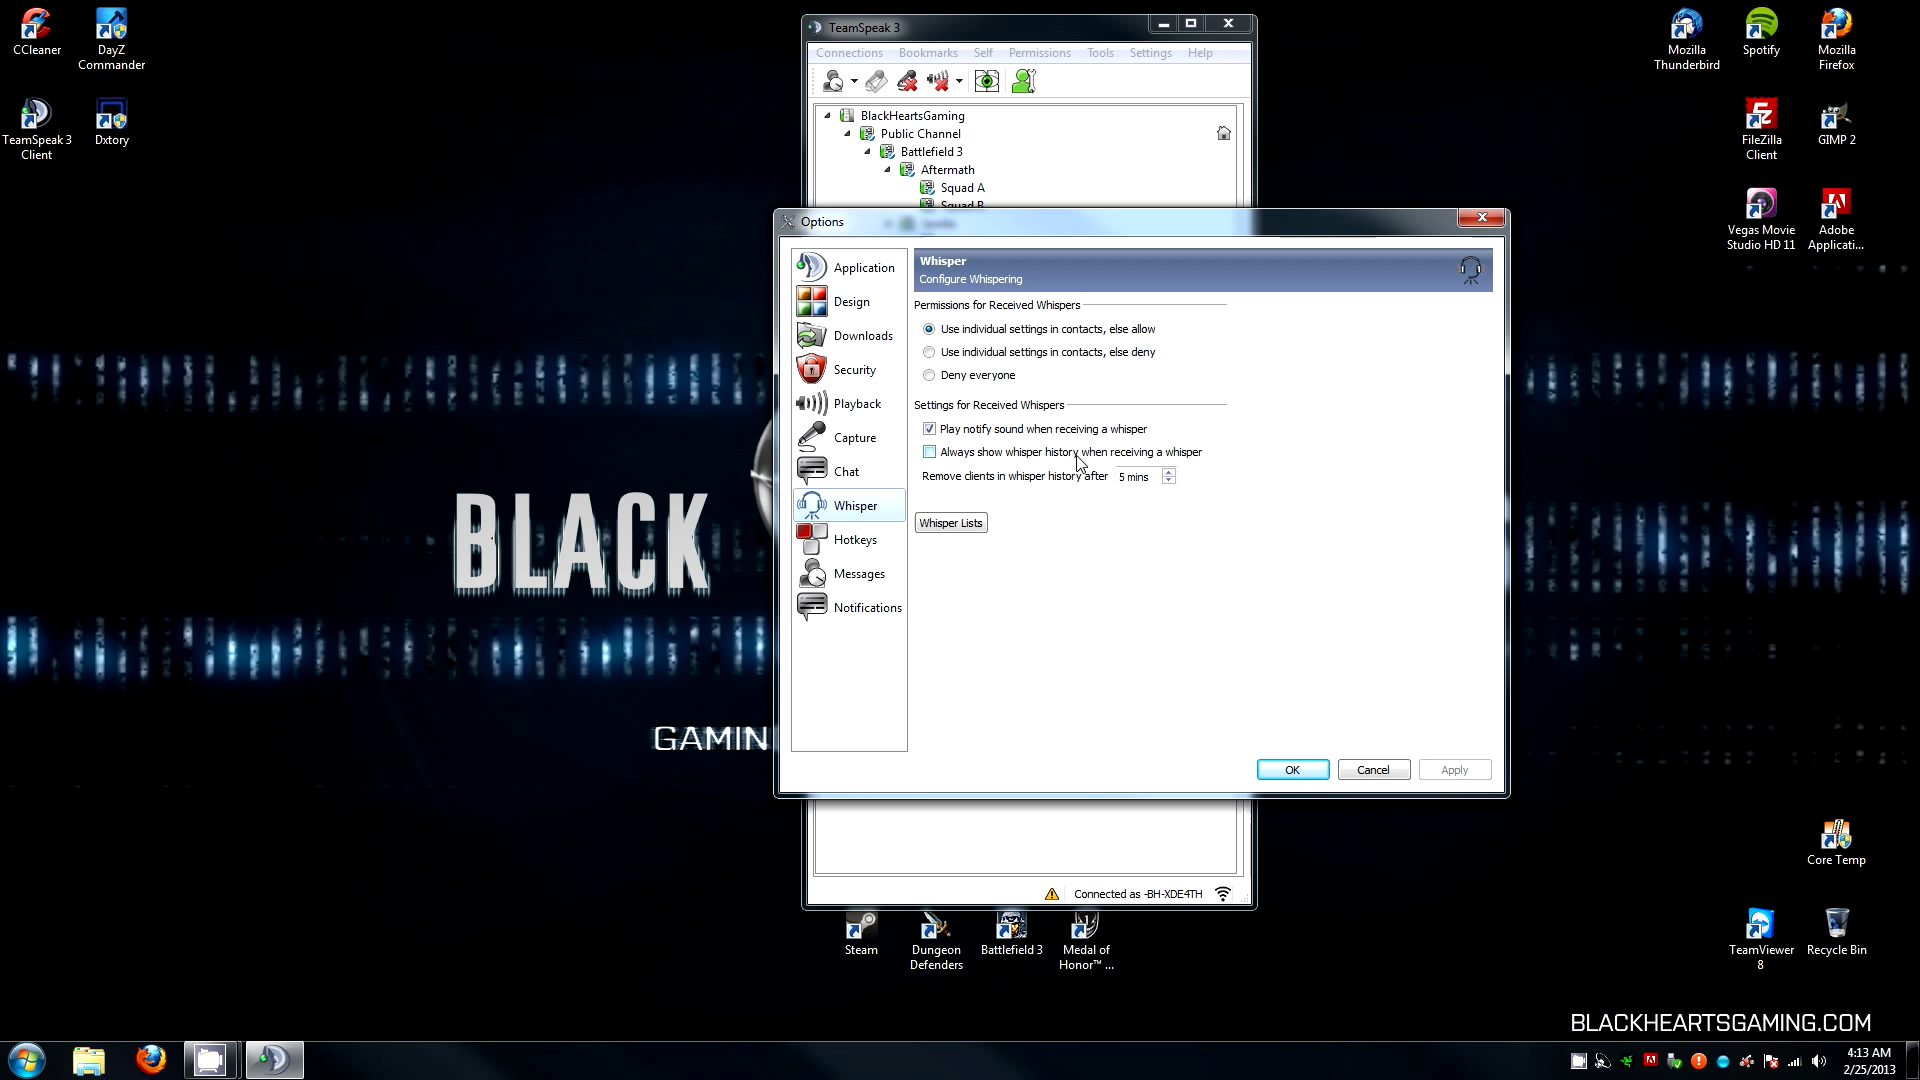 CCleaner
DayZ
Commander
TeamSpeak 3
Client
Dxtory
TeamSpeak 3
Connections Bookmarks Self Permissions Tools Settings Help
BlackHeartsGaming
Public Channel
Battlefield 3
Aftermath
Squad A
Squad B
Mozilla
Thunderbird
Spotify
Mozilla
Firefox
FileZilla
Client
GIMP 2
Vegas Movie
Studio HD 11
Adobe
Applicati...
Options
Application
Design
Downloads
Security
Playback
Capture
Chat
Whisper
Hotkeys
Messages
Notifications
Whisper
Configure Whispering
Permissions for Received Whispers
Use individual settings in contacts, else allow
Use individual settings in contacts, else deny
Deny everyone
Settings for Received Whispers
Play notify sound when receiving a whisper
Always show whisper history when receiving a whisper
Remove clients in whisper history after 5 mins
Whisper Lists
OK Cancel Apply
BLACK
GAMIN
Connected as -BH-XDE4TH
Steam
Dungeon
Defenders
Battlefield 3
Medal of
Honor™ ...
Core Temp
TeamViewer
8
Recycle Bin
BLACKHEARTSGAMING.COM
4:13 AM
2/25/2013